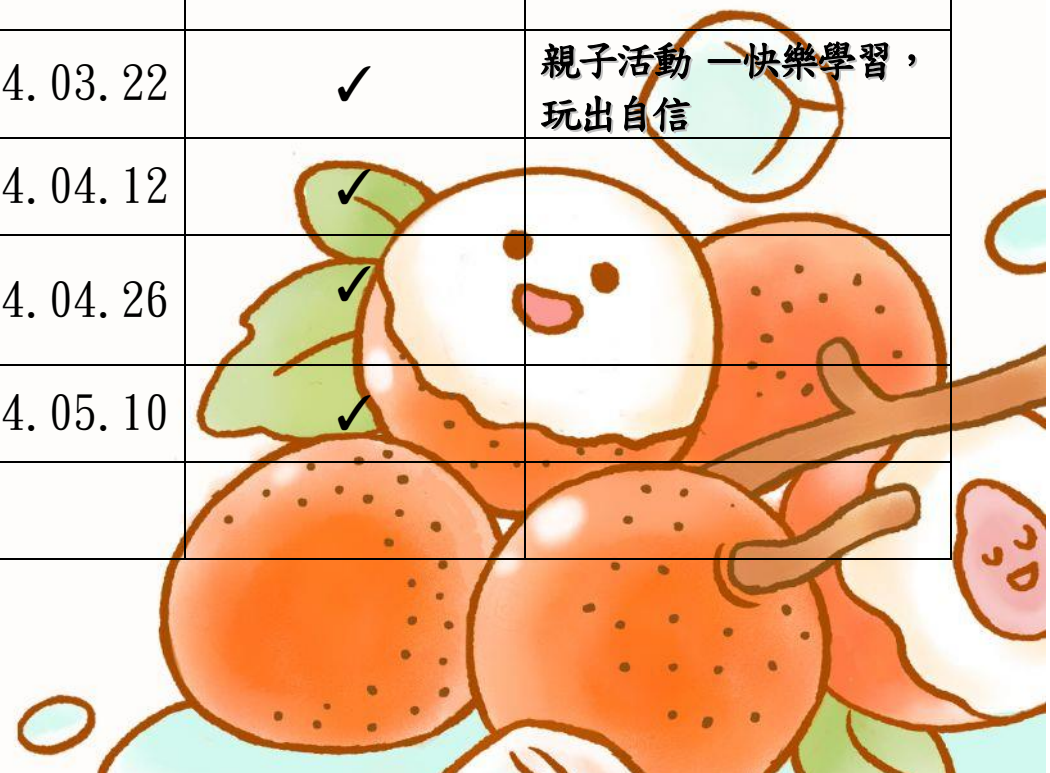 4.03.22 ✓ 親子活動 —快樂學習，
玩出自信
4.04.12 ✓
4.04.26 ✓
4.05.10 ✓